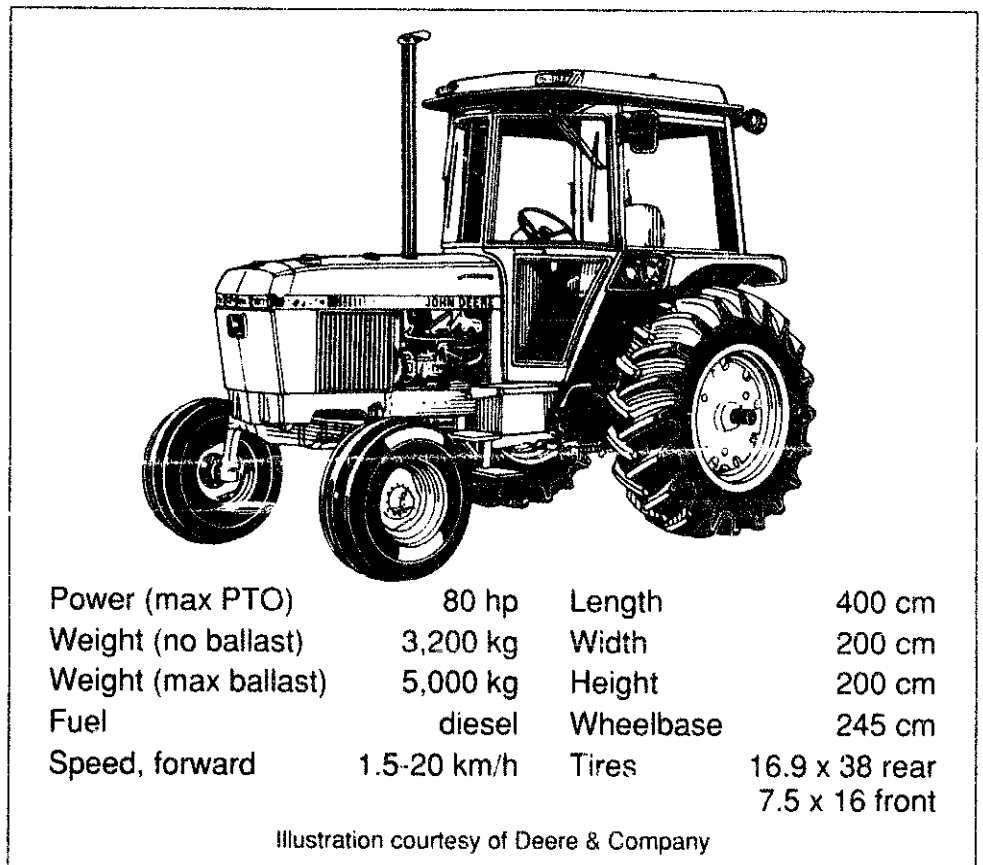 JOHN DEERE
Power (max PTO) 80 hp Length 400 cm
Weight (no ballast) 3,200 kg Width 200 cm
Weight (max ballast) 5,000 kg Height 200 cm
Fuel diesel Wheelbase 245 cm
Speed, forward 1.5-20 km/h Tires 16.9 x 38 rear
7.5 x 16 front
Illustration courtesy of Deere & Company